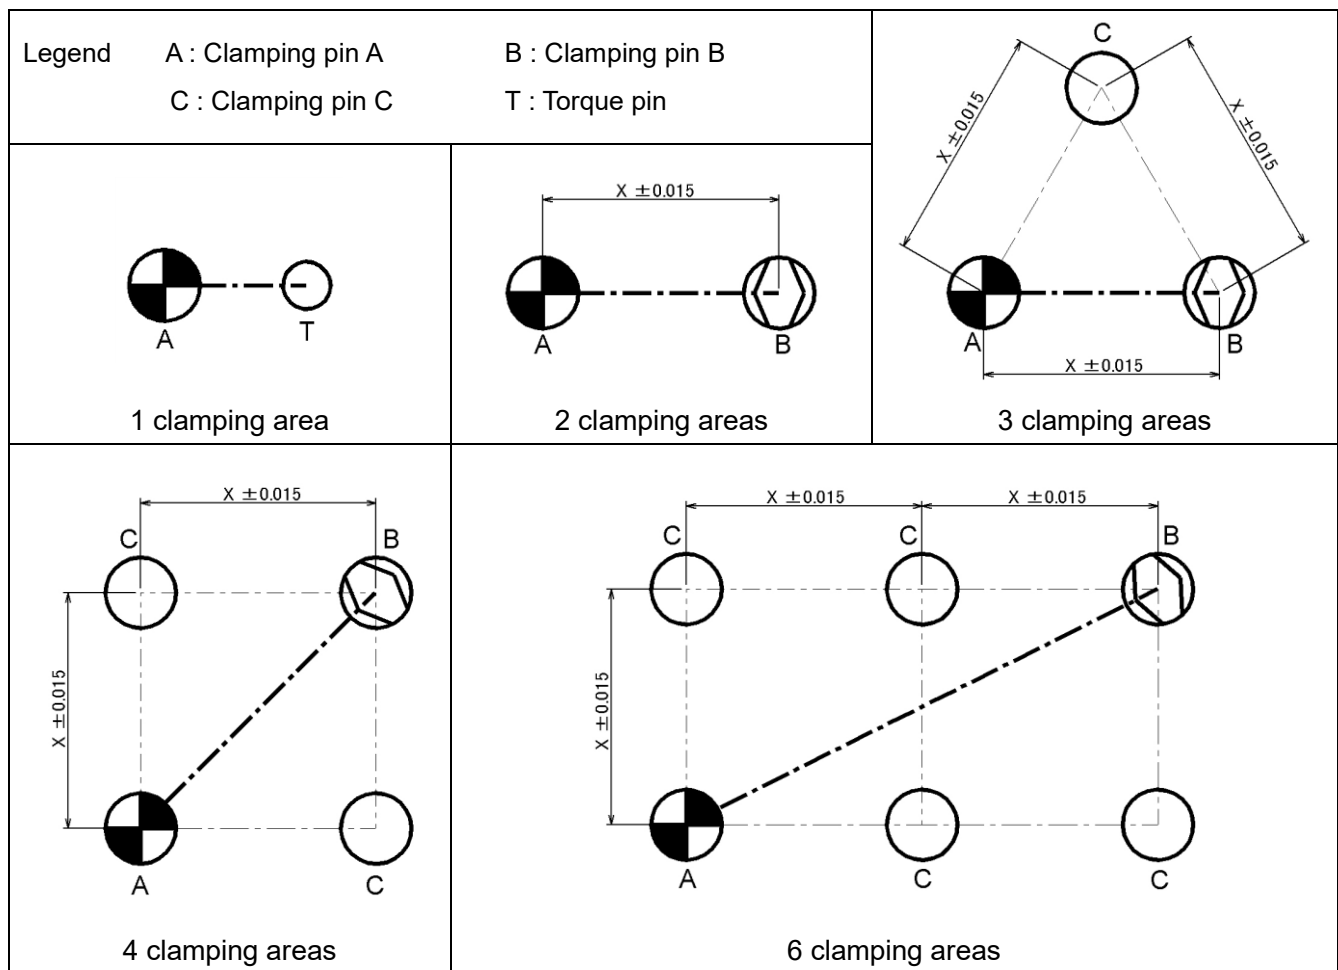 Legend A : Clamping pin A B : Clamping pin B
C : Clamping pin C T : Torque pin
A
T
1 clamping area
X ±0.015
A
B
2 clamping areas
C
X ±0.015
X ±0.015
A
B
X ±0.015
3 clamping areas
X ±0.015
C
B
X ±0.015
A
C
4 clamping areas
X ±0.015
X ±0.015
C
C
B
X ±0.015
A
C
C
6 clamping areas